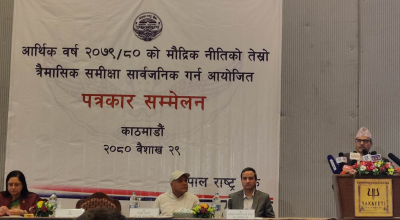 आर्थिक वर्ष २०७९/८० को मौद्रिक नीतिको तेस्रो
त्रैमासिक समीक्षा सार्वजनिक गर्न आयोजित
पत्रकार सम्मेलन
काठमाडौं
२०८० वैशाख २९
पाल राष्ट्र